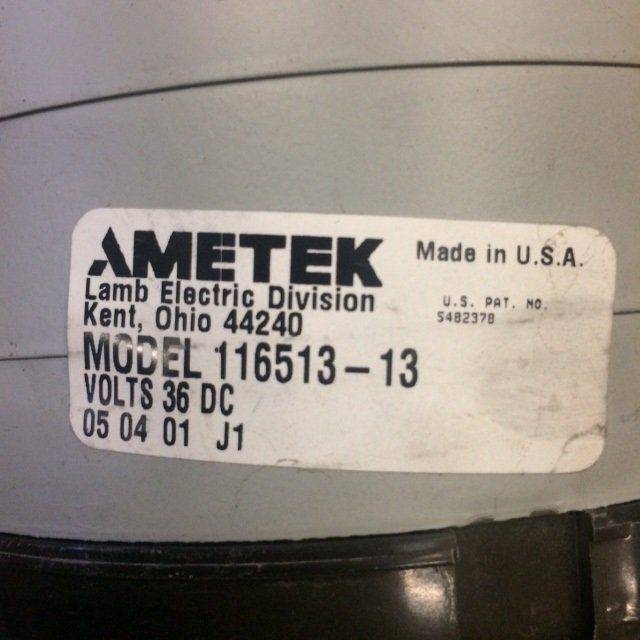 AMETEK
Made in U.S.A.
Lamb Electric Division
Kent, Ohio 44240
U.S. PAT. NO.
5482378
MODEL 116513-13
VOLTS 36 DC
05 04 01 J1